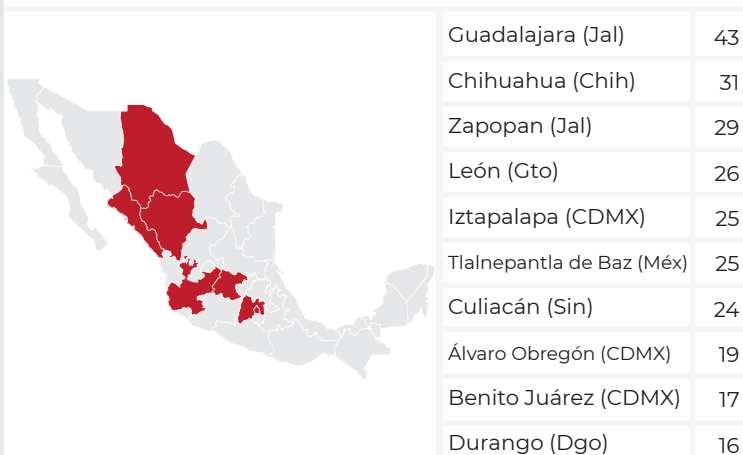 Guadalajara (Jal) 43
Chihuahua (Chih) 31
Zapopan (Jal) 29
León (Gto) 26
Iztapalapa (CDMX) 25
Tlalnepantla de Baz (Méx) 25
Culiacán (Sin) 24
Álvaro Obregón (CDMX) 19
Benito Juárez (CDMX) 17
Durango (Dgo) 16